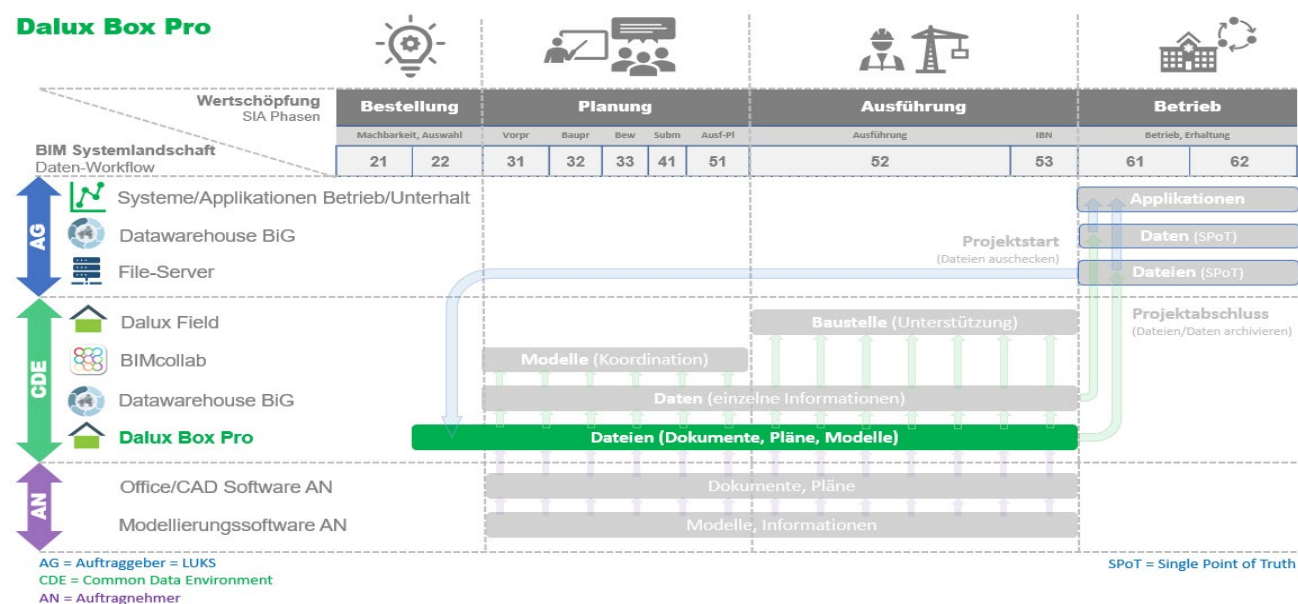 Dalux Box Pro
Wertschöpfung
SIA Phasen
BIM Systemlandschaft
Daten-Workflow
Bestellung Planung Ausführung Betrieb
Machbarkeit, Auswahl Vorpr Baupr Bew Subm Ausf-Pl Ausführung IBN Betrieb, Erhaltung
21 22 31 32 33 41 51 52 53 61 62
AG
Systeme/Applikationen Betrieb/Unterhalt Applikationen
Datawarehouse BiG Daten (SPoT)
Projektstart
(Dateien auschecken)
File-Server Dateien (SPoT)
CDE
Dalux Field Baustelle (Unterstützung)
Projektabschluss
(Dateien/Daten archivieren)
BIMcollab Modelle (Koordination)
Datawarehouse BiG Daten (einzelne Informationen)
Dalux Box Pro Dateien (Dokumente, Pläne, Modelle)
AN
Office/CAD Software AN Dokumente, Pläne
Modellierungssoftware AN Modelle, Informationen
AG = Auftraggeber = LUKS
CDE = Common Data Environment
AN = Auftragnehmer
SPoT = Single Point of Truth